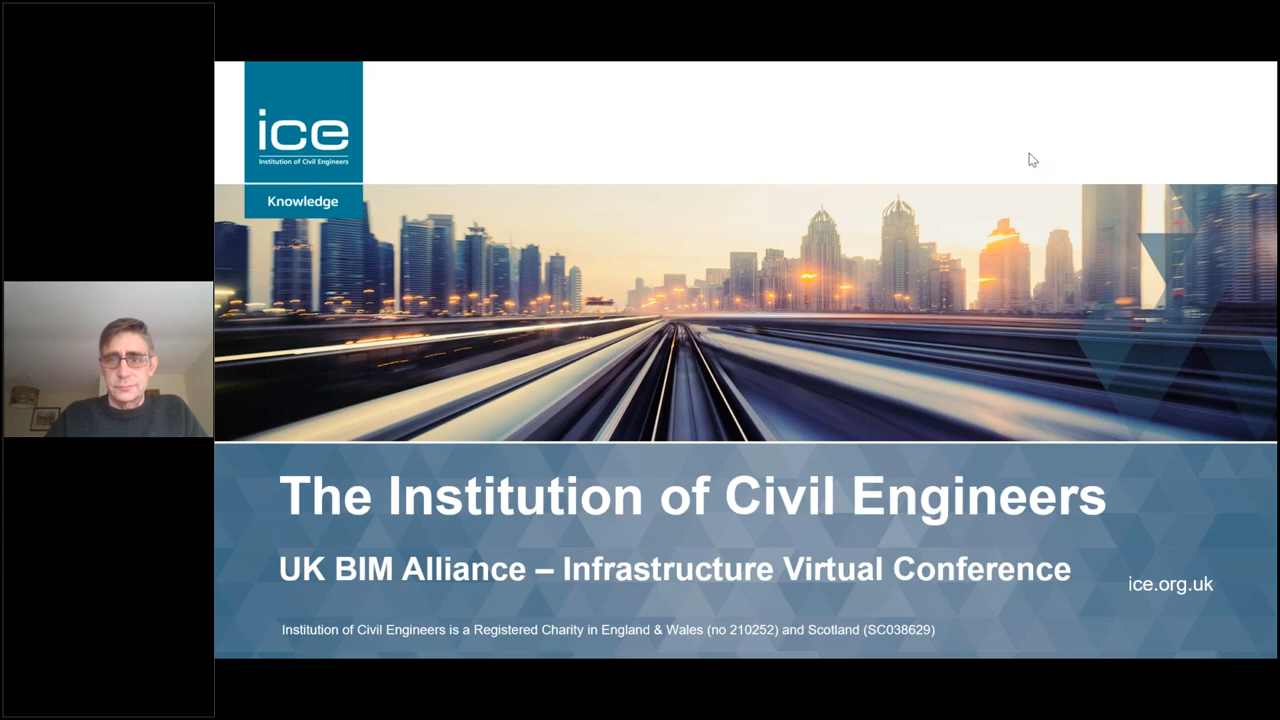 ice
Institution of Civil Engineers
Knowledge
The Institution of Civil Engineers
UK BIM Alliance – Infrastructure Virtual Conference
ice.org.uk
Institution of Civil Engineers is a Registered Charity in England & Wales (no 210252) and Scotland (SC038629)